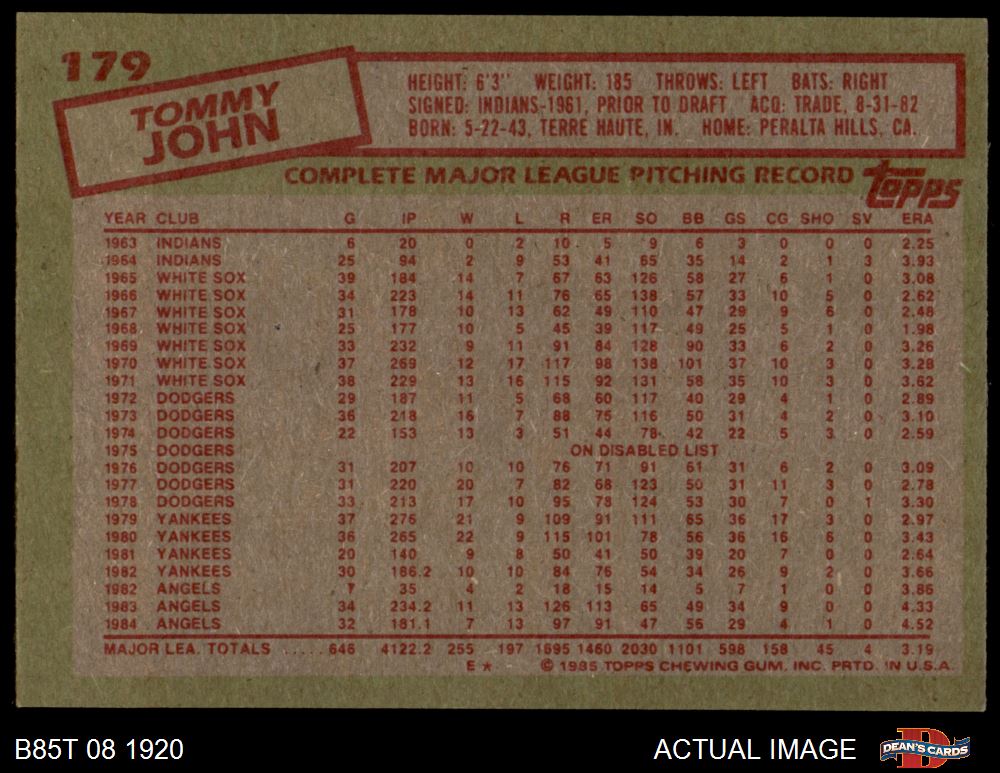 179
TOMMY
JOHN
HEIGHT: 6'3" WEIGHT: 185 THROWS: LEFT BATS: RIGHT
SIGNED: INDIANS-1961, PRIOR TO DRAFT ACQ: TRADE, 8-31-82
BORN: 5-22-43, TERRE HAUTE, IN. HOME: PERALTA HILLS, CA.
COMPLETE MAJOR LEAGUE PITCHING RECORD topps
YEAR CLUB G IP W L R ER SO BB GS CG SHO SV ERA
1963 INDIANS 6 20 0 2 10 5 9 6 3 0 0 0 2.25
1964 INDIANS 25 94 2 9 53 41 65 35 14 2 1 3 3.93
1965 WHITE SOX 39 184 14 7 67 63 126 58 27 6 1 0 3.08
1966 WHITE SOX 34 223 14 11 76 65 138 57 33 10 5 0 2.62
1967 WHITE SOX 31 178 10 13 62 49 110 47 29 9 6 0 2.48
1968 WHITE SOX 25 177 10 5 45 39 117 49 25 5 1 0 1.98
1969 WHITE SOX 33 232 9 11 91 84 128 90 33 6 2 0 3.26
1970 WHITE SOX 37 269 12 17 117 98 138 101 37 10 3 0 3.28
1971 WHITE SOX 38 229 13 16 115 92 131 58 35 10 3 0 3.62
1972 DODGERS 29 187 11 5 68 60 117 40 29 4 1 0 2.89
1973 DODGERS 36 218 16 7 88 75 116 50 31 4 2 0 3.10
1974 DODGERS 22 153 13 3 51 44 78 42 22 5 3 0 2.59
1975 DODGERS ON DISABLED LIST
1976 DODGERS 31 207 10 10 76 71 91 61 31 6 2 0 3.09
1977 DODGERS 31 220 20 7 82 68 123 50 31 11 3 0 2.78
1978 DODGERS 33 213 17 10 95 78 124 53 30 7 0 1 3.30
1979 YANKEES 37 276 21 9 109 91 111 65 36 17 3 0 2.97
1980 YANKEES 36 265 22 9 115 101 78 56 36 16 6 0 3.43
1981 YANKEES 20 140 9 8 50 41 50 39 20 7 0 0 2.64
1982 YANKEES 30 186.2 10 10 84 76 54 34 26 9 2 0 3.66
1982 ANGELS 7 35 4 2 18 15 14 5 7 1 0 0 3.86
1983 ANGELS 34 234.2 11 13 126 113 65 49 34 9 0 0 4.33
1984 ANGELS 32 181.1 7 13 97 91 47 56 29 4 1 0 4.52
MAJOR LEA. TOTALS ..... 646 4122.2 255 197 1695 1460 2030 1101 598 158 45 4 3.19
E ★ © 1985 TOPPS CHEWING GUM, INC. PRTD. IN U.S.A.
B85T 08 1920 ACTUAL IMAGE D DEAN'S CARDS